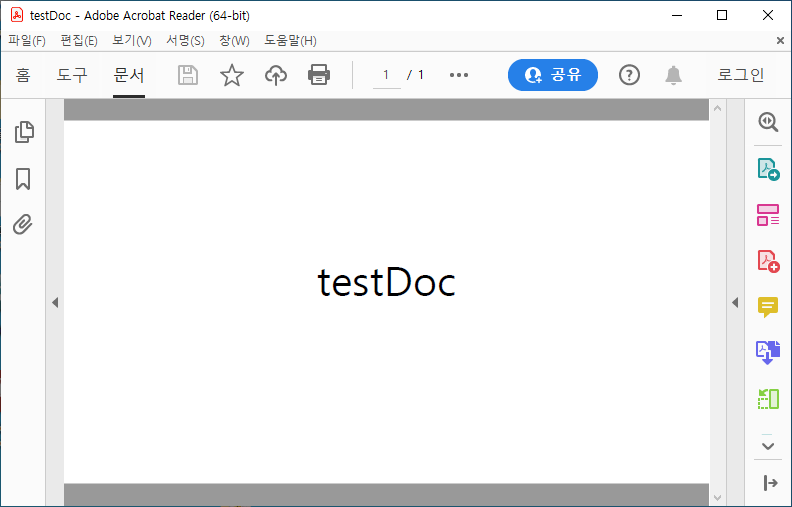 testDoc - Adobe Acrobat Reader (64-bit)
파일(F) 편집(E) 보기(V) 서명(S) 창(W) 도움말(H)
홈 도구 문서 1 / 1 공유 로그인
testDoc